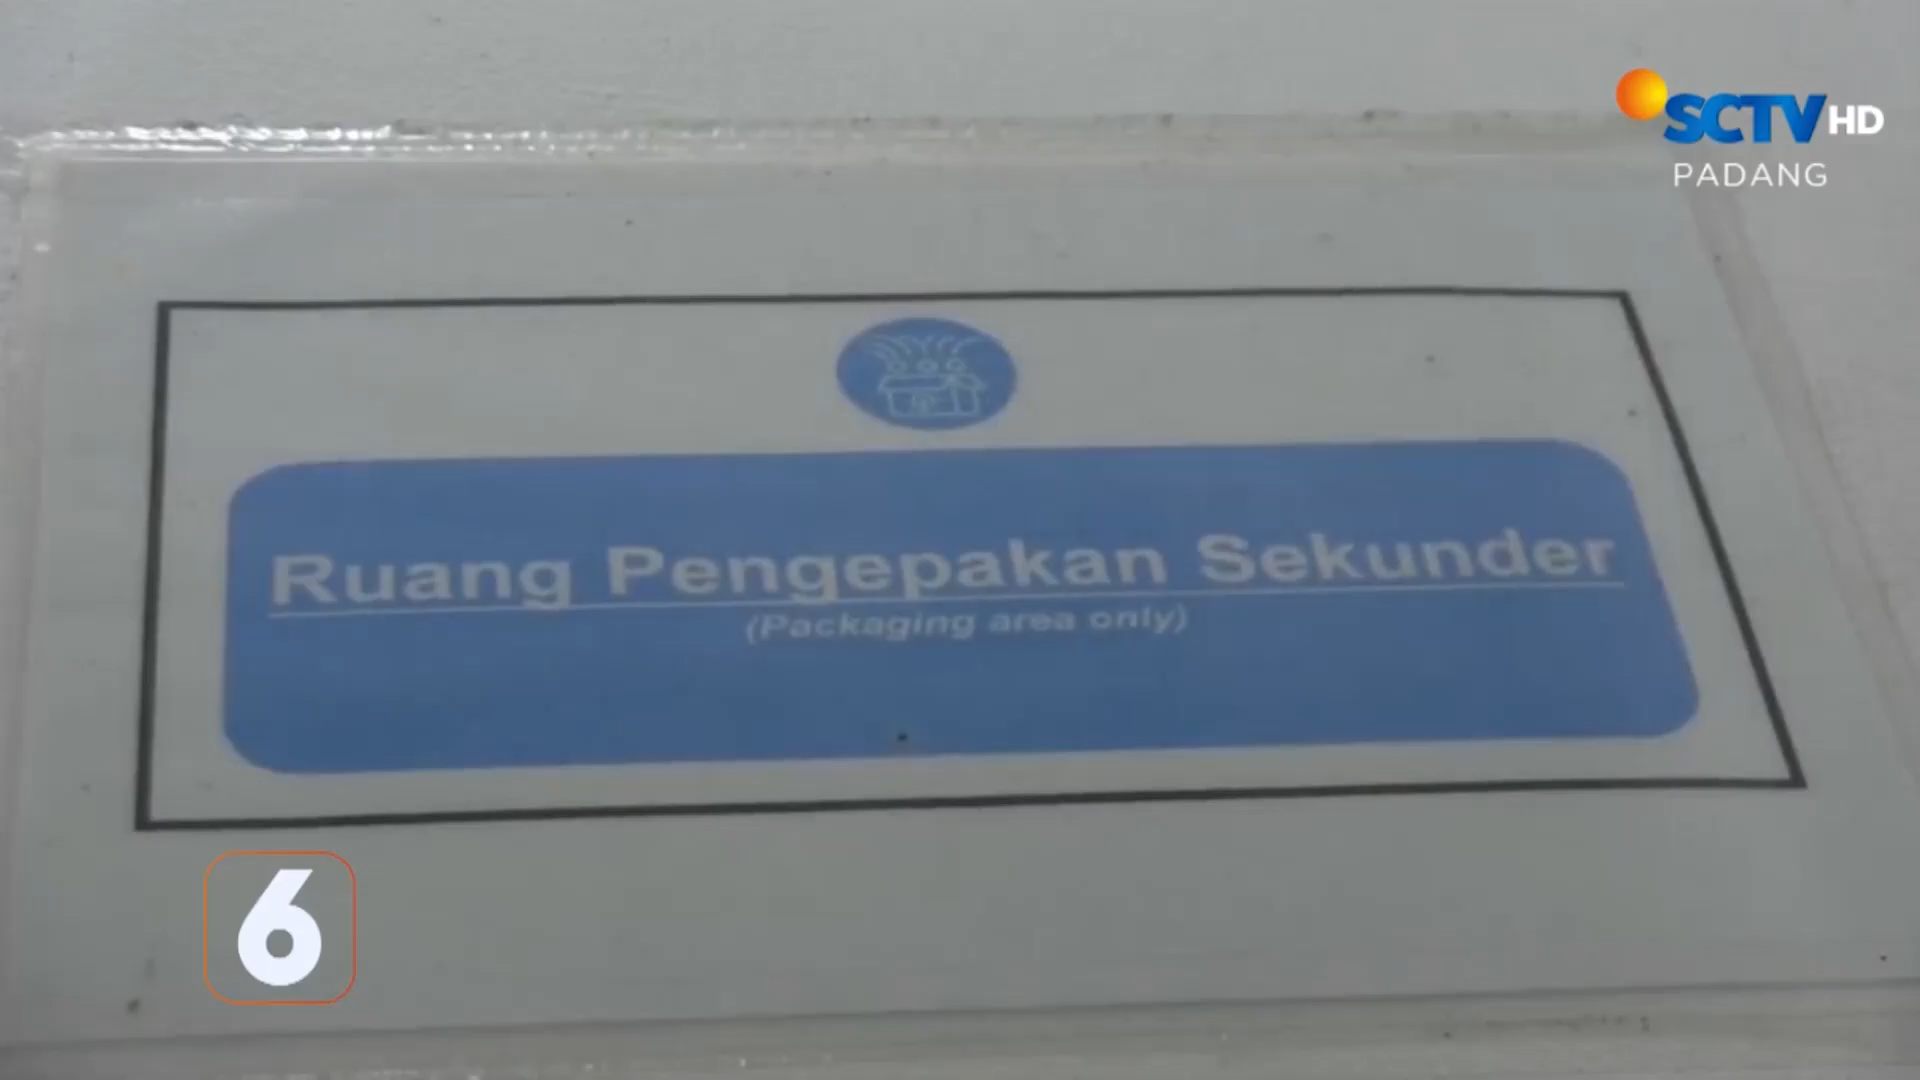 SCTV HD
PADANG
Ruang Pengepakan Sekunder
(Packaging area only)
6